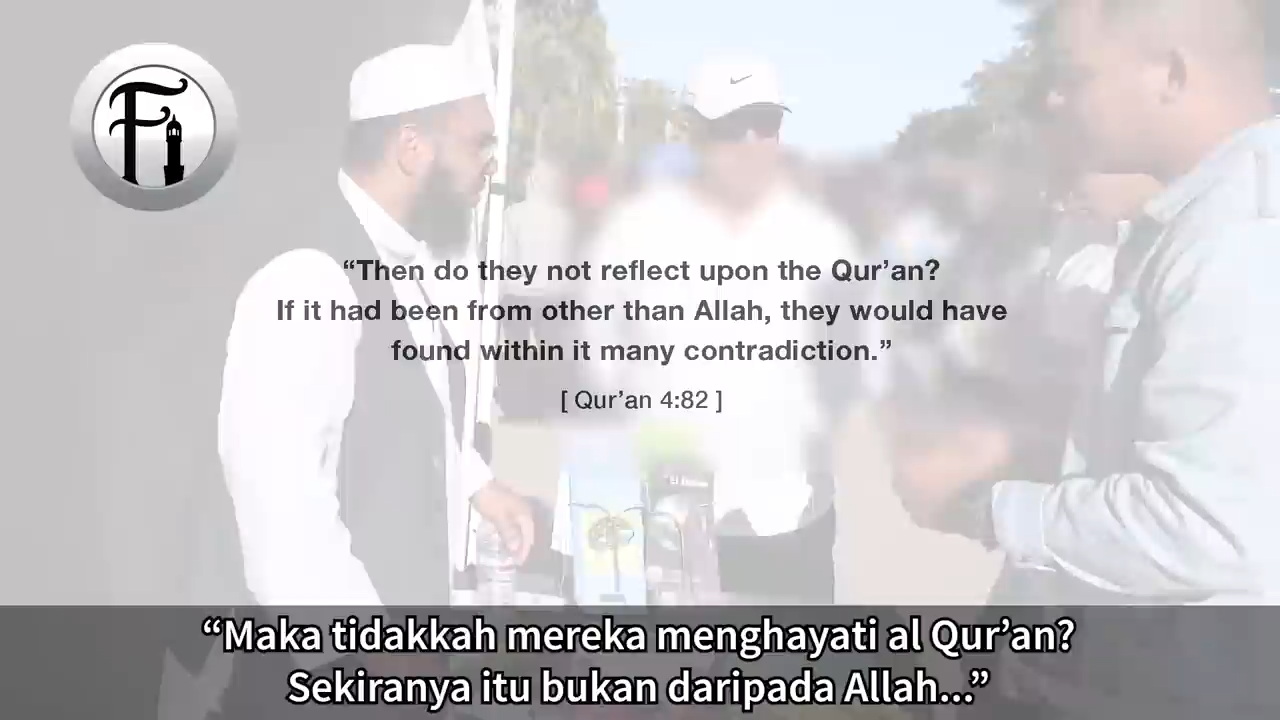 Fi
“Then do they not reflect upon the Qur’an?
If it had been from other than Allah, they would have
found within it many contradiction.”
[ Qur’an 4:82 ]
“Maka tidakkah mereka menghayati al Qur’an?
Sekiranya itu bukan daripada Allah...”